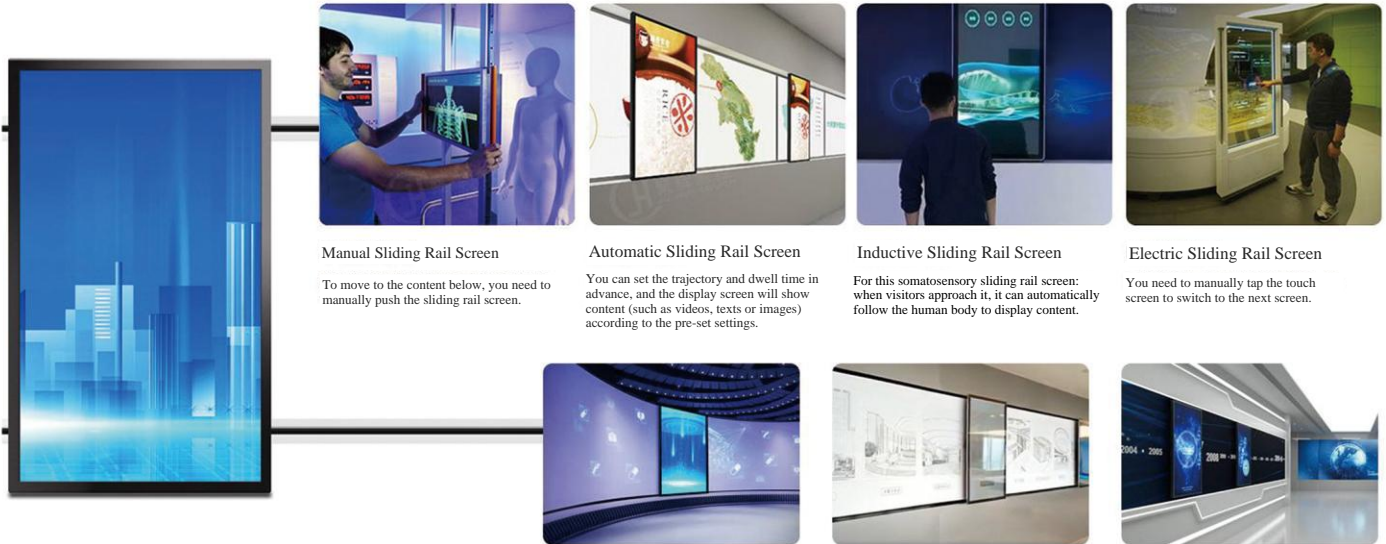 Manual Sliding Rail Screen
To move to the content below, you need to
manually push the sliding rail screen.
Automatic Sliding Rail Screen
You can set the trajectory and dwell time in
advance, and the display screen will show
content (such as videos, texts or images)
according to the pre-set settings.
Inductive Sliding Rail Screen
For this somatosensory sliding rail screen:
when visitors approach it, it can automatically
follow the human body to display content.
Electric Sliding Rail Screen
You need to manually tap the touch
screen to switch to the next screen.
RICE
2004 • 2005
2008